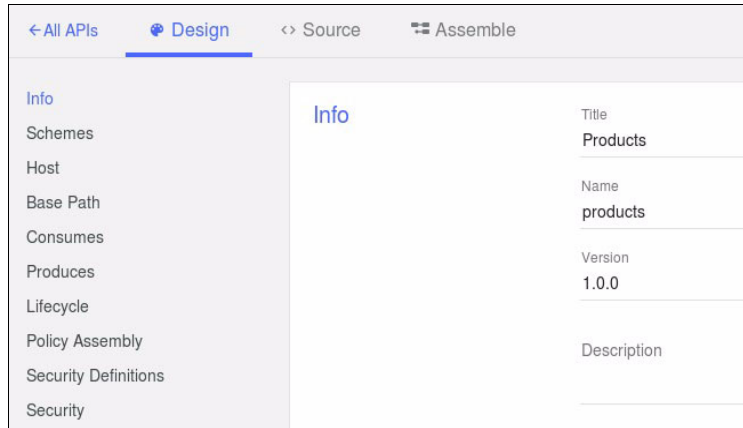 All APIs Design Source Assemble
Info
Schemes
Host
Base Path
Consumes
Produces
Lifecycle
Policy Assembly
Security Definitions
Security
Info
Title
Products
Name
products
Version
1.0.0
Description